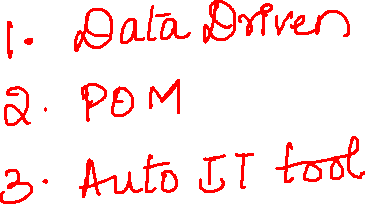 1. Data Driven
2. POM
3. Auto IT tool